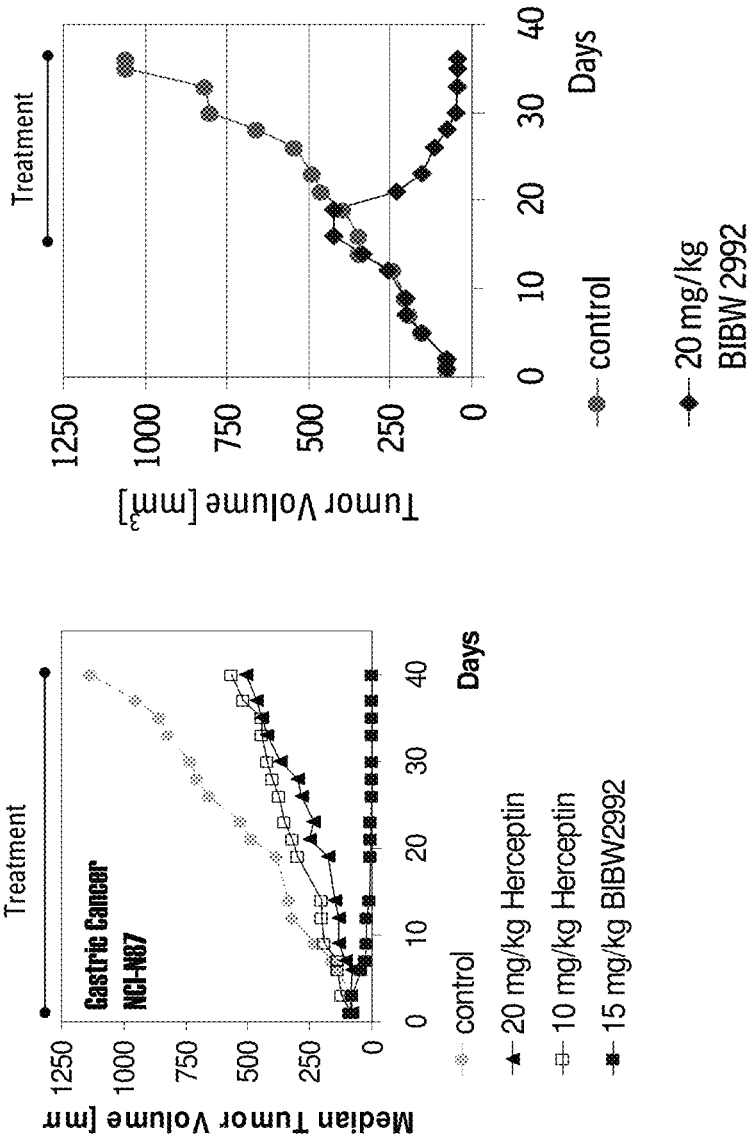 Treatment
Gastric Cancer
NCI-N87
Median Tumor Volume [mm
1250
1000
750
500
250
0
0
10
20
30
40
Days
control
20 mg/kg Herceptin
10 mg/kg Herceptin
15 mg/kg BIBW2992
Treatment
Tumor Volume [mm³]
1250
1000
750
500
250
0
0
10
20
30
40
Days
control
20 mg/kg
BIBW 2992